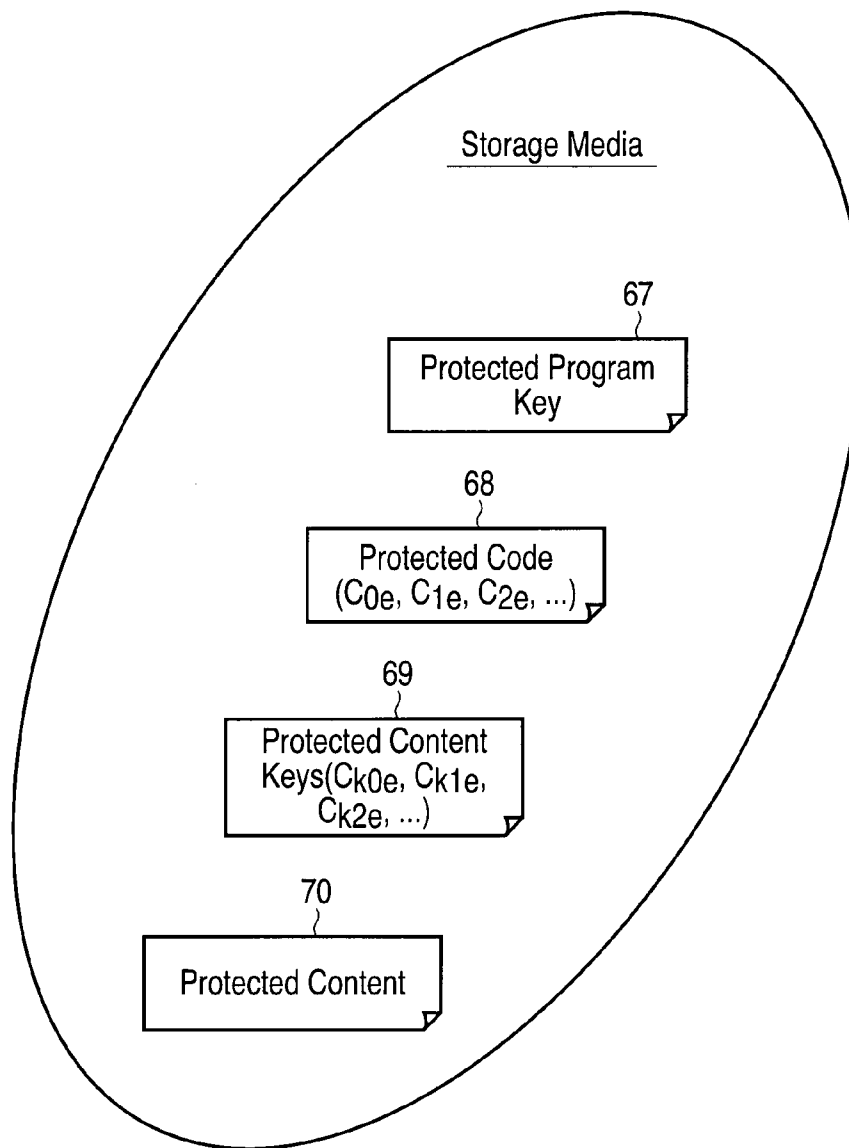 Storage Media
67
Protected Program
Key
68
Protected Code
(C0e, C1e, C2e, ...)
69
Protected Content
Keys(Ck0e, Ck1e,
Ck2e, ...)
70
Protected Content